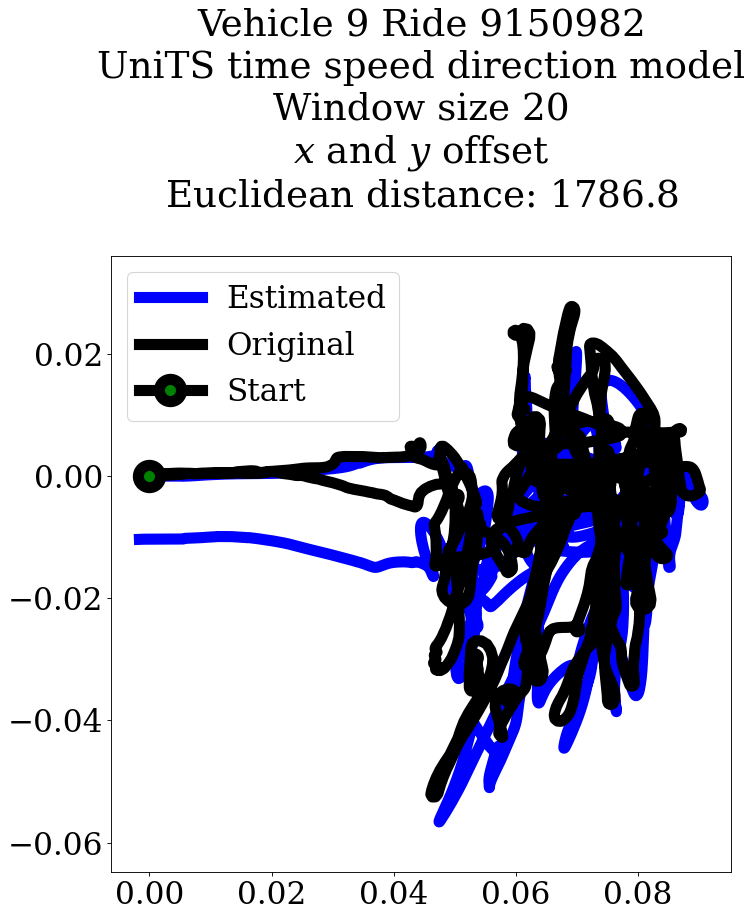 Vehicle 9 Ride 9150982
UniTS time speed direction model
Window size 20
x and y offset
Euclidean distance: 1786.8
Estimated
Original
Start
0.02
0.00
−0.02
−0.04
−0.06
0.00 0.02 0.04 0.06 0.08